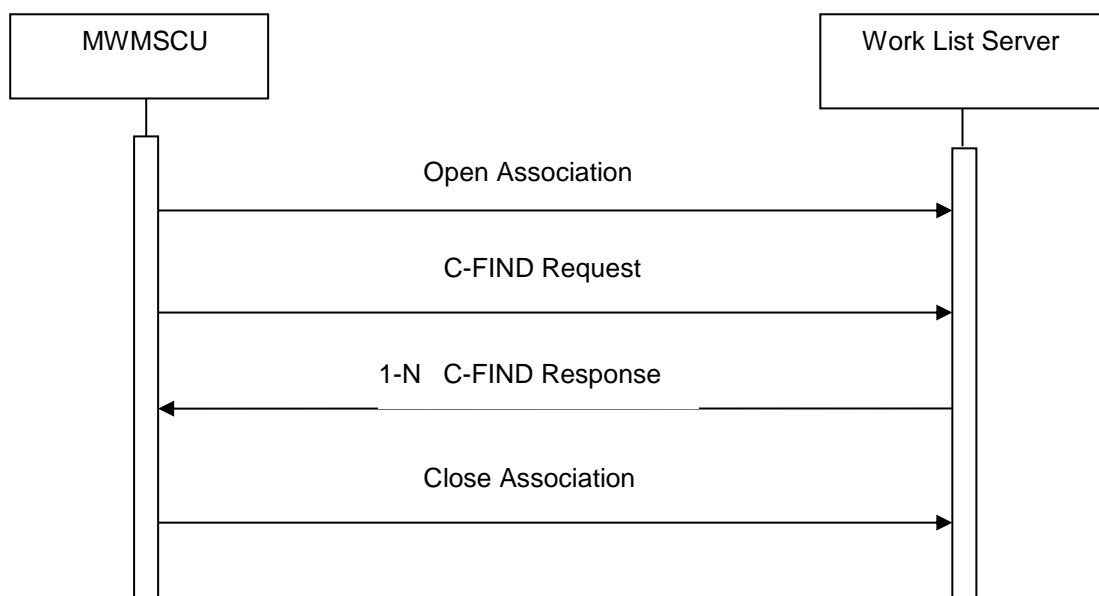 MWMSCU
Work List Server
Open Association
C-FIND Request
1-N C-FIND Response
Close Association